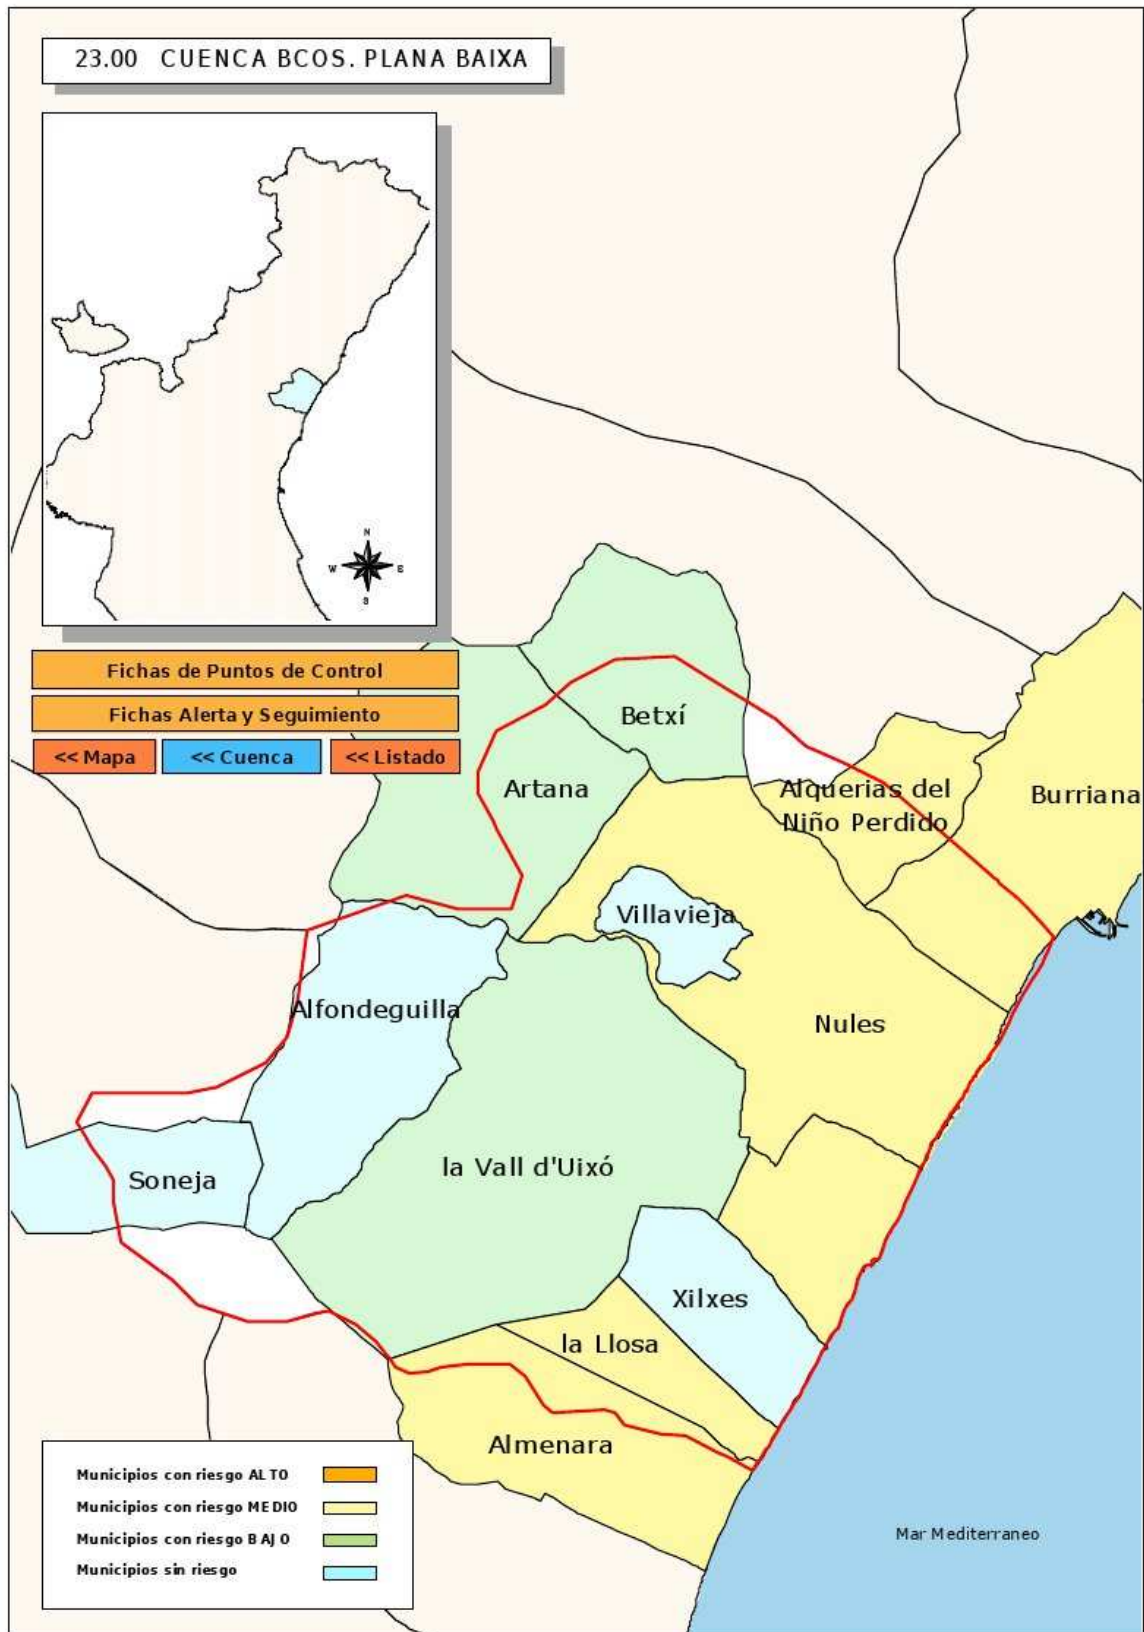 23.00 CUENCA BCOS. PLANA BAIXA
N
W E
S
Fichas de Puntos de Control
Fichas Alerta y Seguimiento
<< Mapa << Cuenca << Listado
Betxí
Artana
Alquerias del
Niño Perdido
Burriana
Villavieja
Alfondeguilla
Nules
Soneja
la Vall d'Uixó
Xilxes
la Llosa
Almenara
Municipios con riesgo ALTO
Municipios con riesgo MEDIO
Municipios con riesgo BAJO
Municipios sin riesgo
Mar Mediterraneo